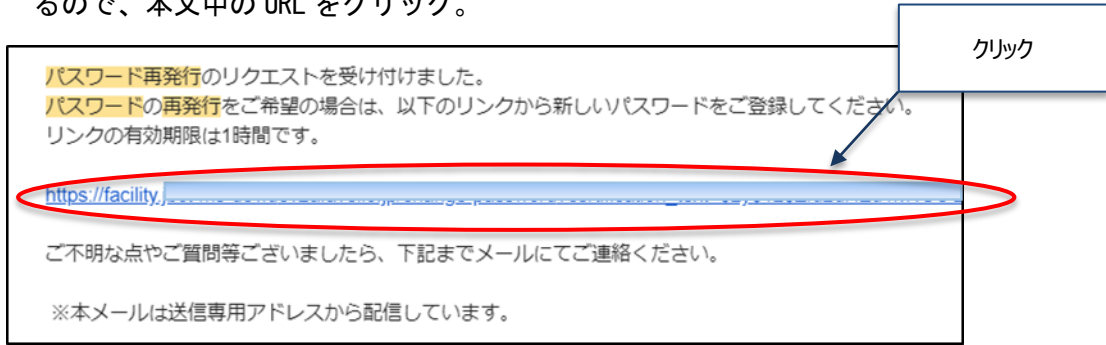 るので、本文中の URL をクリック。
クリック
パスワード再発行のリクエストを受け付けました。
パスワードの再発行をご希望の場合は、以下のリンクから新しいパスワードをご登録してください。
リンクの有効期限は1時間です。
https://facility.
ご不明な点やご質問等ございましたら、下記までメールにてご連絡ください。
※本メールは送信専用アドレスから配信しています。